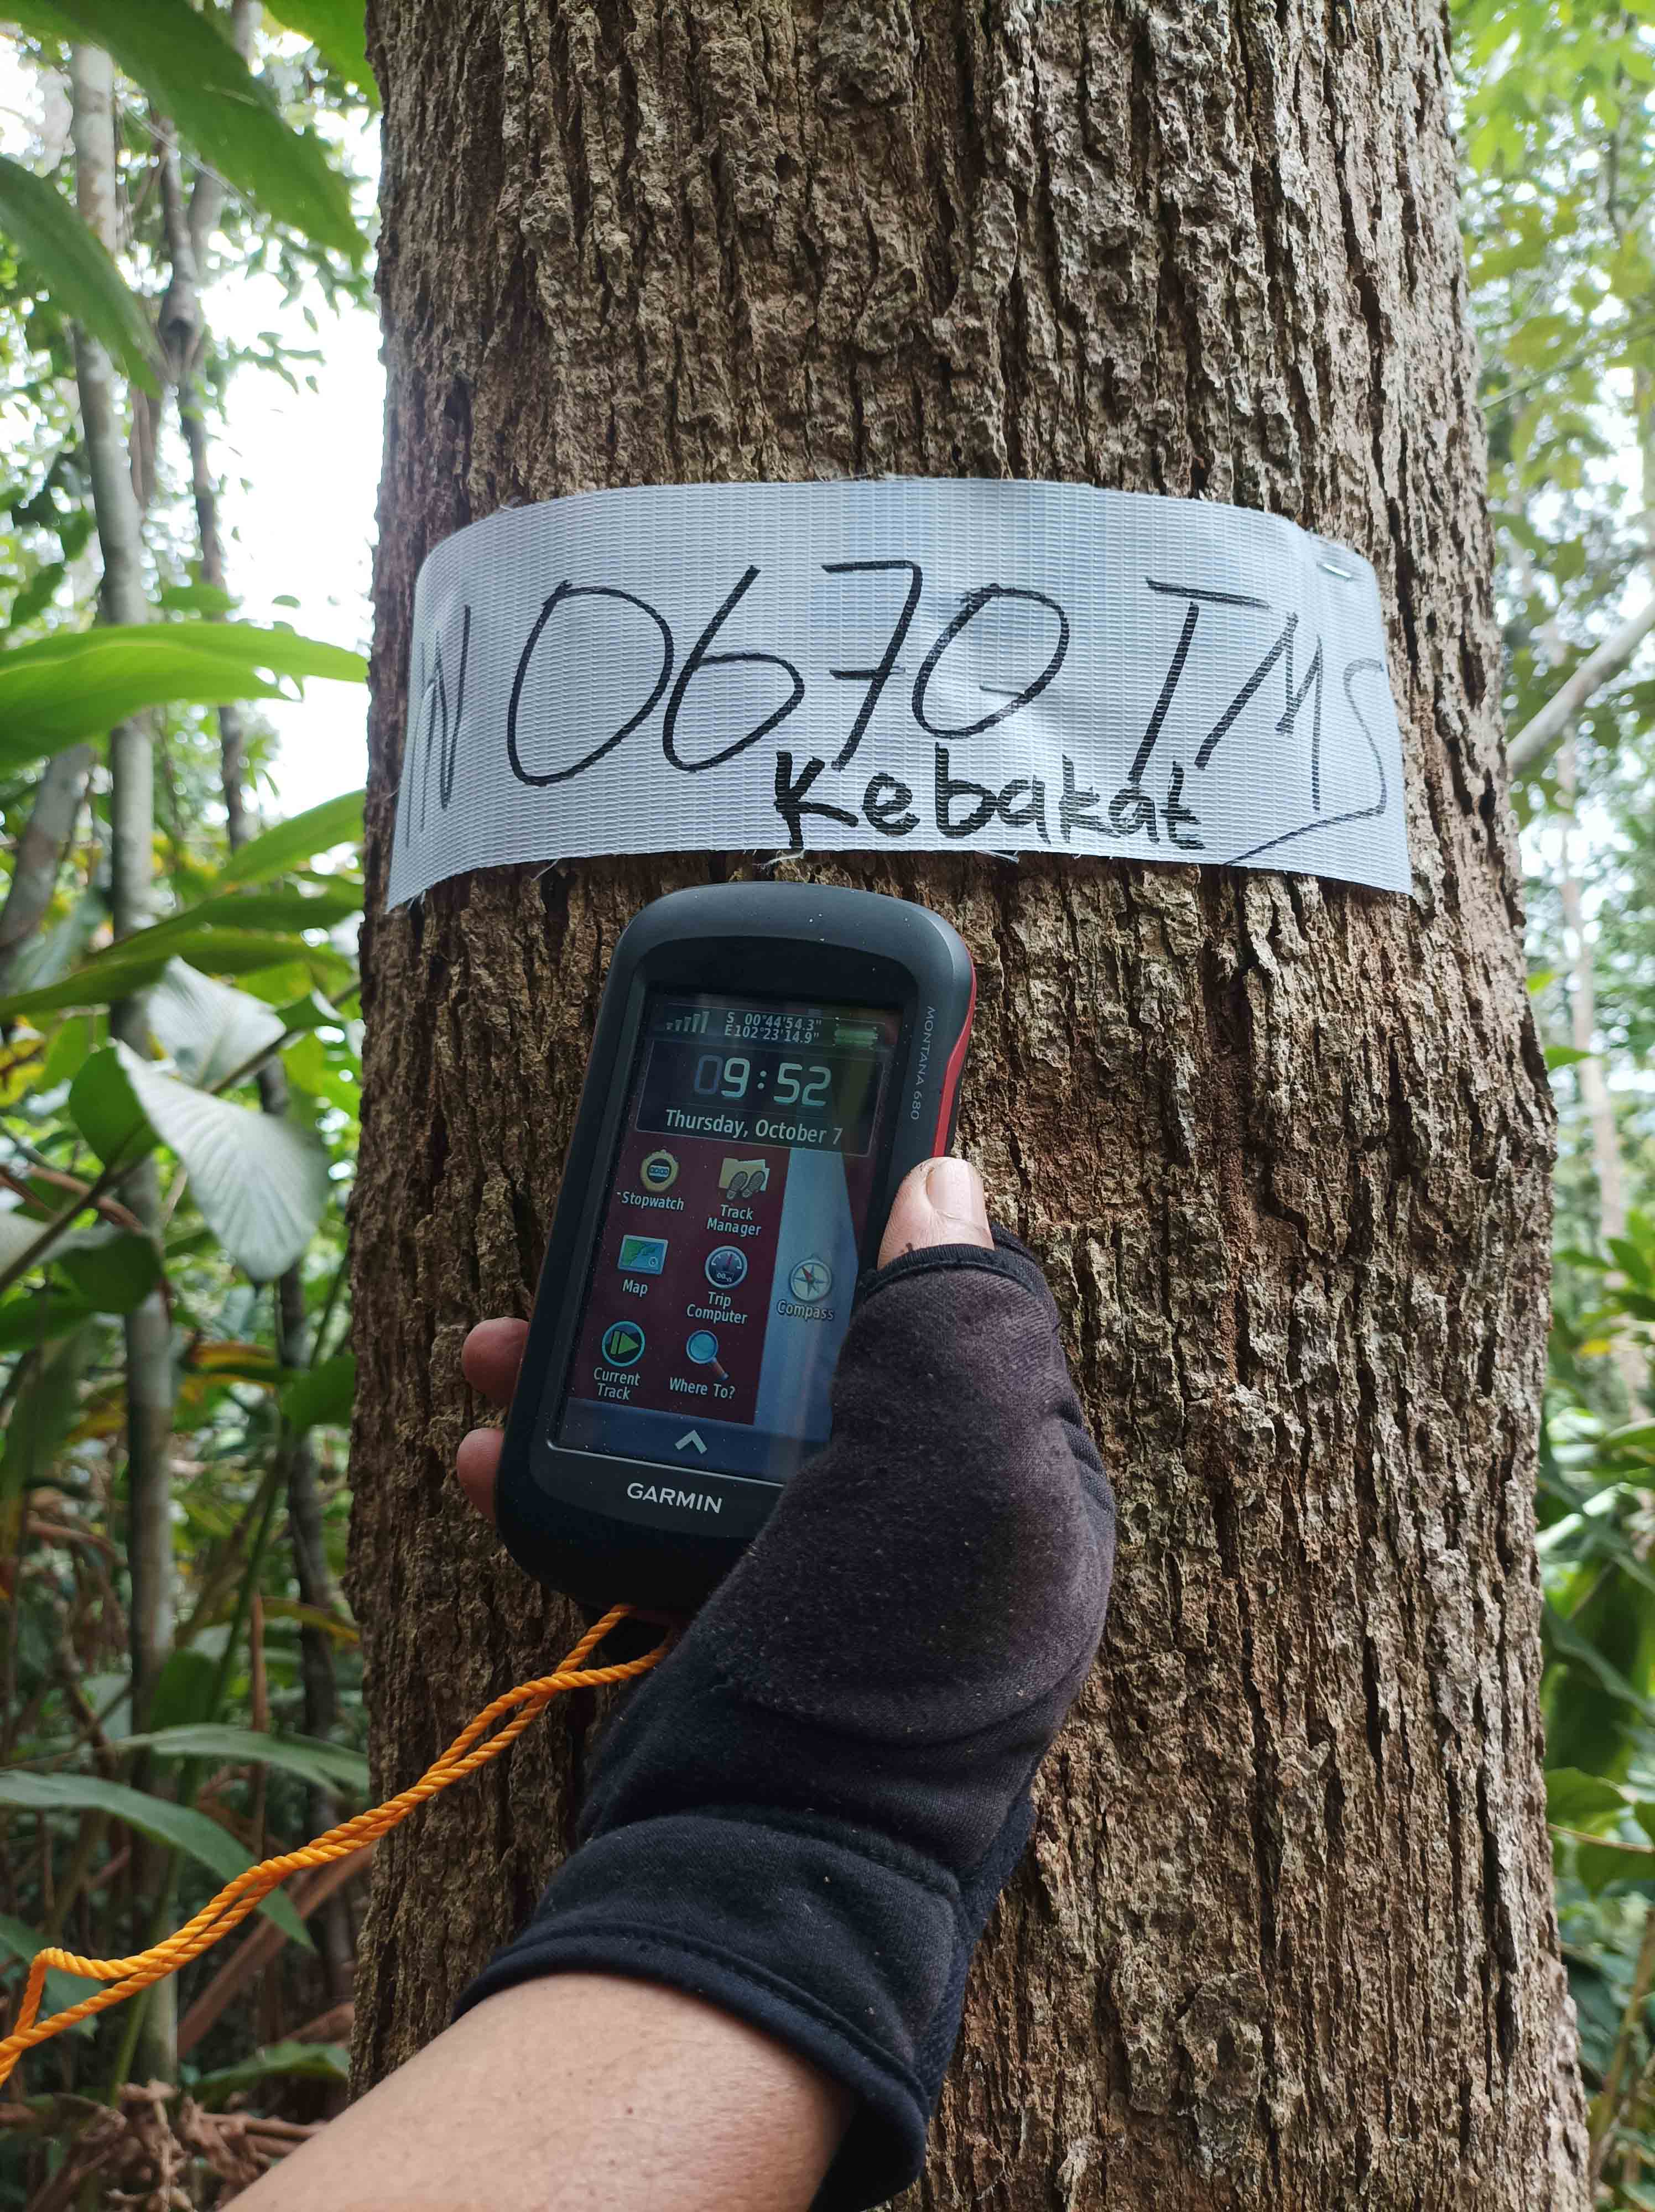 0670 TMS
Kebakat
S 00°44'54.3"
E102°23'14.9"
09:52
Thursday, October 7
MONTANA 680
Stopwatch
Track Manager
Map
Trip Computer
Compass
Current Track
Where To?
GARMIN